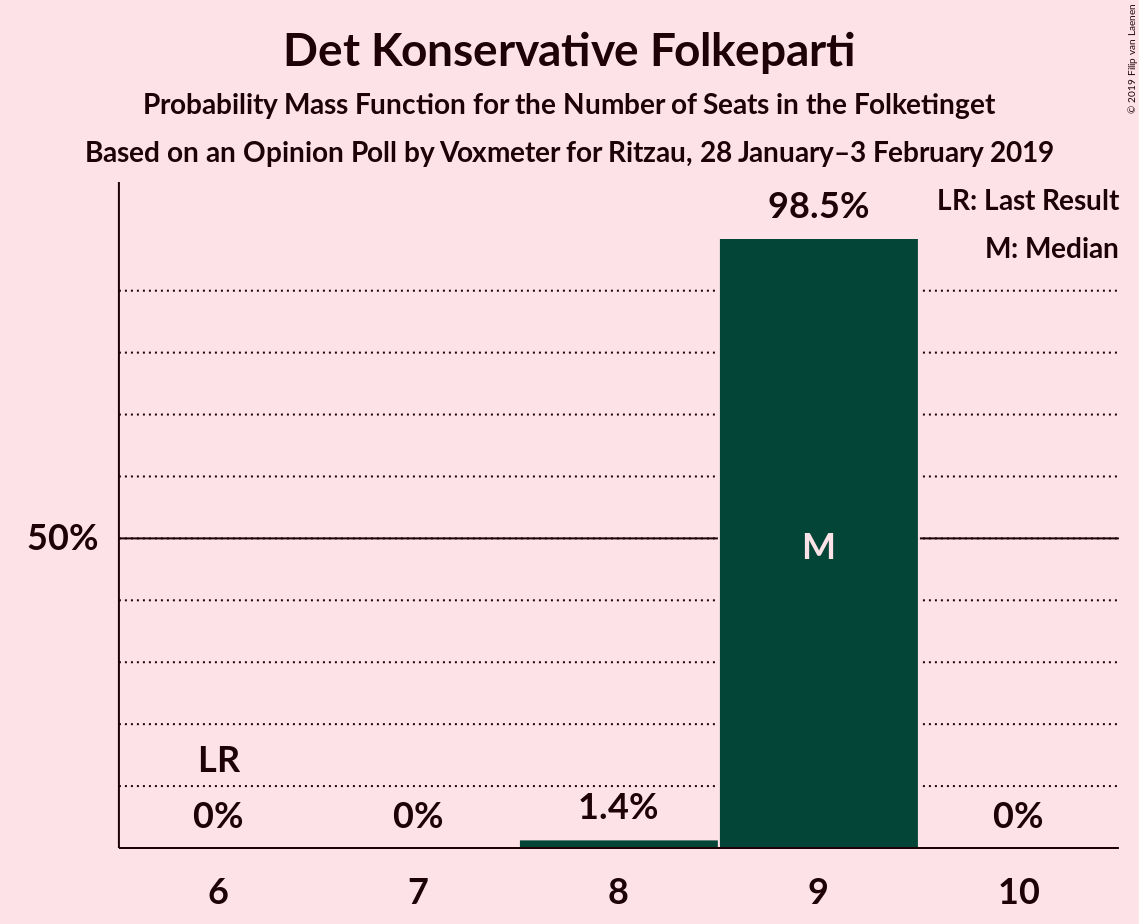 Det Konservative Folkeparti
Probability Mass Function for the Number of Seats in the Folketinget
Based on an Opinion Poll by Voxmeter for Ritzau, 28 January–3 February 2019
© 2019 Filip van Laenen
LR: Last Result
M: Median
98.5%
50%
M
LR
0%
0%
1.4%
0%
6
7
8
9
10